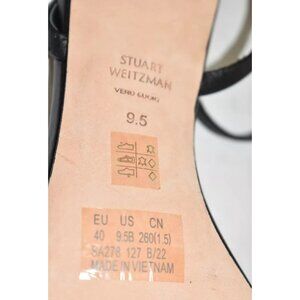 STUART
WEITZMAN
VERO CUOIO
9.5
EU US CN
40 9.5B 260(1.5)
SA278 127 B/22
MADE IN VIETNAM